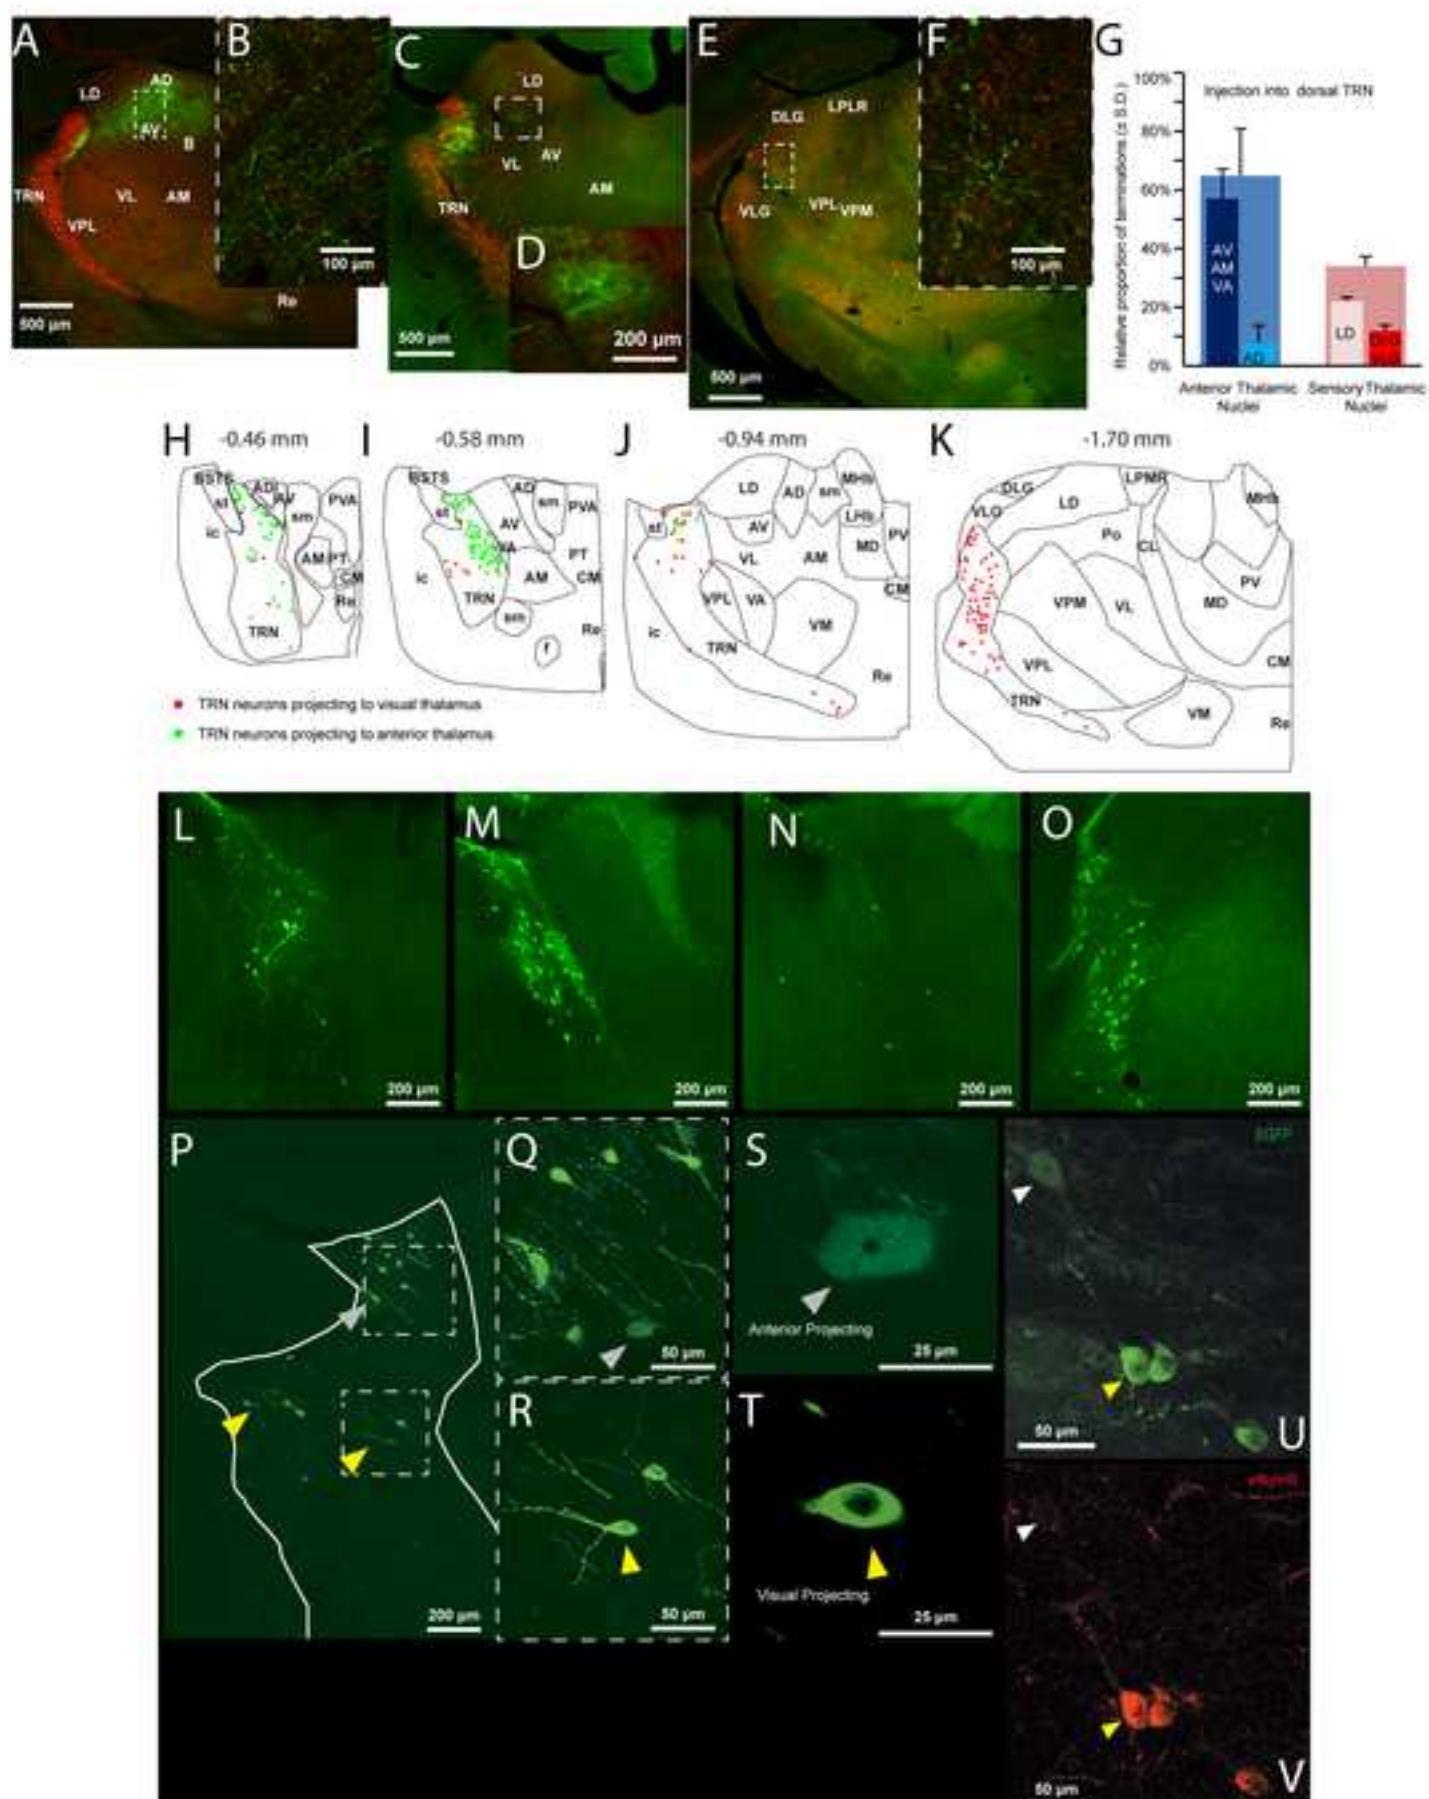 A
LD
AD
AV
B
TRN
VL
AM
VPL
500 µm
Re
B
100 µm
C
LD
VL
AV
AM
TRN
500 µm
D
200 µm
E
DLG
LPLR
VLG
VPL
VPM
500 µm
F
100 µm
G
Injection into dorsal TRN
Relative proportion of terminations (± S.D.)
100%
80%
60%
40%
20%
0%
AV
AM
VA
AD
LD
Anterior Thalamic
Nuclei
Sensory Thalamic
Nuclei
H
-0.46 mm
BSTS
st
AD
AV
sm
PVA
ic
AM
PT
CM
Re
TRN
I
-0.58 mm
BSTS
st
AD
sm
PVA
AV
VA
PT
ic
AM
CM
TRN
sm
Re
f
J
-0.94 mm
LD
AD
sm
MHb
st
AV
LHb
PV
VL
AM
MD
CM
VPL
VA
VM
ic
TRN
Re
K
-1.70 mm
DLG
LPMR
VLG
LD
MHb
Po
CL
PV
VPM
VL
MD
VPL
CM
TRN
VM
Re
TRN neurons projecting to visual thalamus
TRN neurons projecting to anterior thalamus
L
200 µm
M
200 µm
N
200 µm
O
200 µm
P
200 µm
Q
50 µm
R
50 µm
S
Anterior Projecting
25 µm
T
Visual Projecting
25 µm
EGFP
50 µm
U
50 µm
V